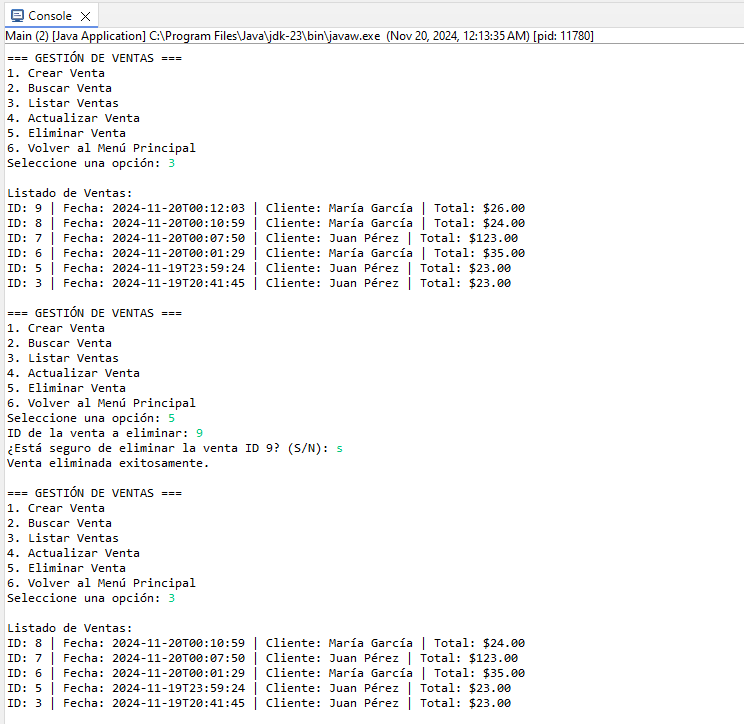 Console
Main (2) [Java Application] C:\Program Files\Java\jdk-23\bin\javaw.exe (Nov 20, 2024, 12:13:35 AM) [pid: 11780]
=== GESTIÓN DE VENTAS ===
1. Crear Venta
2. Buscar Venta
3. Listar Ventas
4. Actualizar Venta
5. Eliminar Venta
6. Volver al Menú Principal
Seleccione una opción: 3

Listado de Ventas:
ID: 9 | Fecha: 2024-11-20T00:12:03 | Cliente: María García | Total: $26.00
ID: 8 | Fecha: 2024-11-20T00:10:59 | Cliente: María García | Total: $24.00
ID: 7 | Fecha: 2024-11-20T00:07:50 | Cliente: Juan Pérez | Total: $123.00
ID: 6 | Fecha: 2024-11-20T00:01:29 | Cliente: María García | Total: $35.00
ID: 5 | Fecha: 2024-11-19T23:59:24 | Cliente: Juan Pérez | Total: $23.00
ID: 3 | Fecha: 2024-11-19T20:41:45 | Cliente: Juan Pérez | Total: $23.00

=== GESTIÓN DE VENTAS ===
1. Crear Venta
2. Buscar Venta
3. Listar Ventas
4. Actualizar Venta
5. Eliminar Venta
6. Volver al Menú Principal
Seleccione una opción: 5
ID de la venta a eliminar: 9
¿Está seguro de eliminar la venta ID 9? (S/N): s
Venta eliminada exitosamente.

=== GESTIÓN DE VENTAS ===
1. Crear Venta
2. Buscar Venta
3. Listar Ventas
4. Actualizar Venta
5. Eliminar Venta
6. Volver al Menú Principal
Seleccione una opción: 3

Listado de Ventas:
ID: 8 | Fecha: 2024-11-20T00:10:59 | Cliente: María García | Total: $24.00
ID: 7 | Fecha: 2024-11-20T00:07:50 | Cliente: Juan Pérez | Total: $123.00
ID: 6 | Fecha: 2024-11-20T00:01:29 | Cliente: María García | Total: $35.00
ID: 5 | Fecha: 2024-11-19T23:59:24 | Cliente: Juan Pérez | Total: $23.00
ID: 3 | Fecha: 2024-11-19T20:41:45 | Cliente: Juan Pérez | Total: $23.00